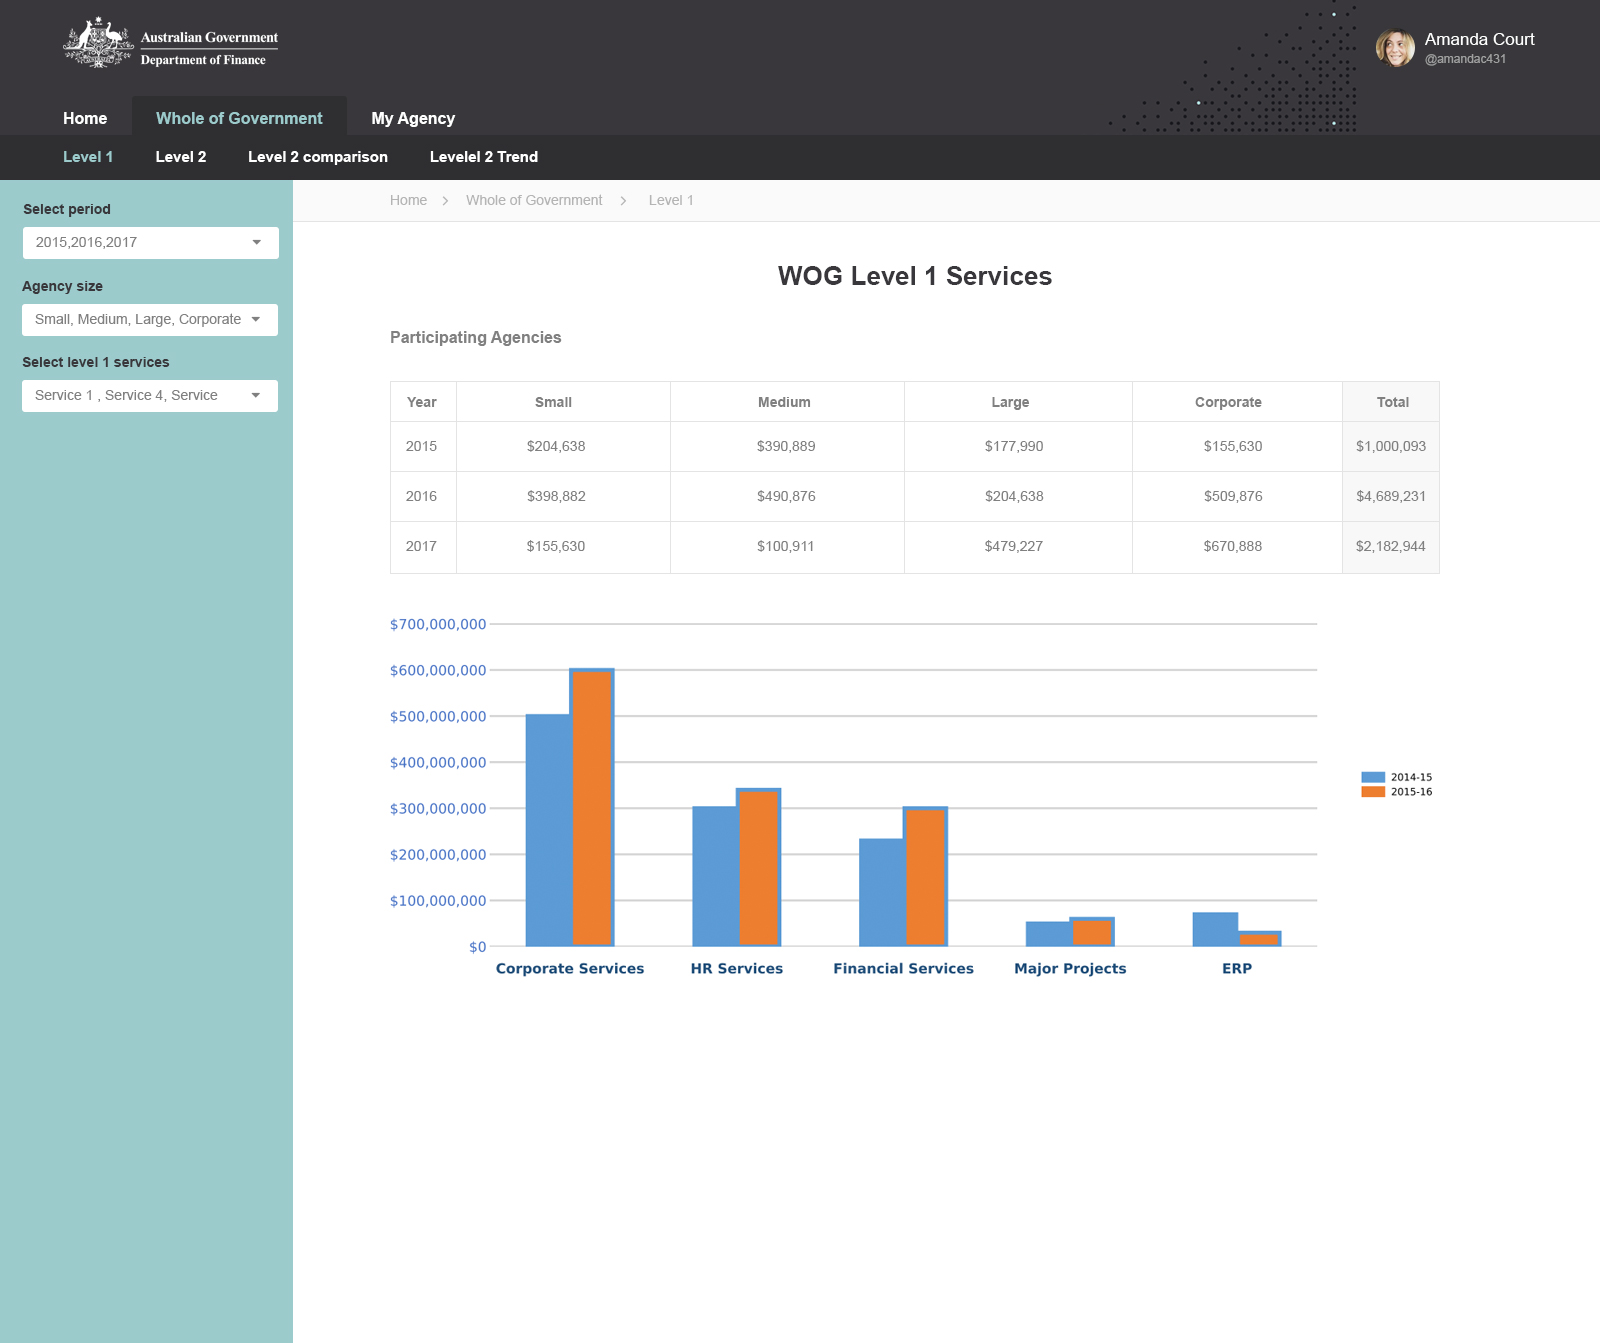 Australian Government
Department of Finance
Amanda Court
@amandac431
Home Whole of Government My Agency
Level 1 Level 2 Level 2 comparison Levelel 2 Trend
Select period
2015,2016,2017
Agency size
Small, Medium, Large, Corporate
Select level 1 services
Service 1 , Service 4, Service
Home Whole of Government Level 1
WOG Level 1 Services
Participating Agencies
Year Small Medium Large Corporate Total
2015 $204,638 $390,889 $177,990 $155,630 $1,000,093
2016 $398,882 $490,876 $204,638 $509,876 $4,689,231
2017 $155,630 $100,911 $479,227 $670,888 $2,182,944
$700,000,000
$600,000,000
$500,000,000
$400,000,000
$300,000,000
$200,000,000
$100,000,000
$0
Corporate Services HR Services Financial Services Major Projects ERP
2014-15
2015-16